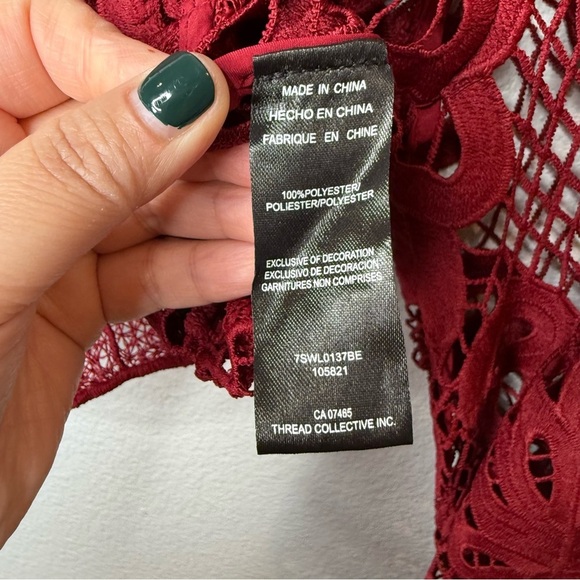 MADE IN CHINA
HECHO EN CHINA
FABRIQUE EN CHINE
100%POLYESTER/
POLIESTER/POLYESTER
EXCLUSIVE OF DECORATION
EXCLUSIVO DE DECORACION
GARNITURES NON COMPRISES
7SWL0137BE
105821
CA 07465
THREAD COLLECTIVE INC.